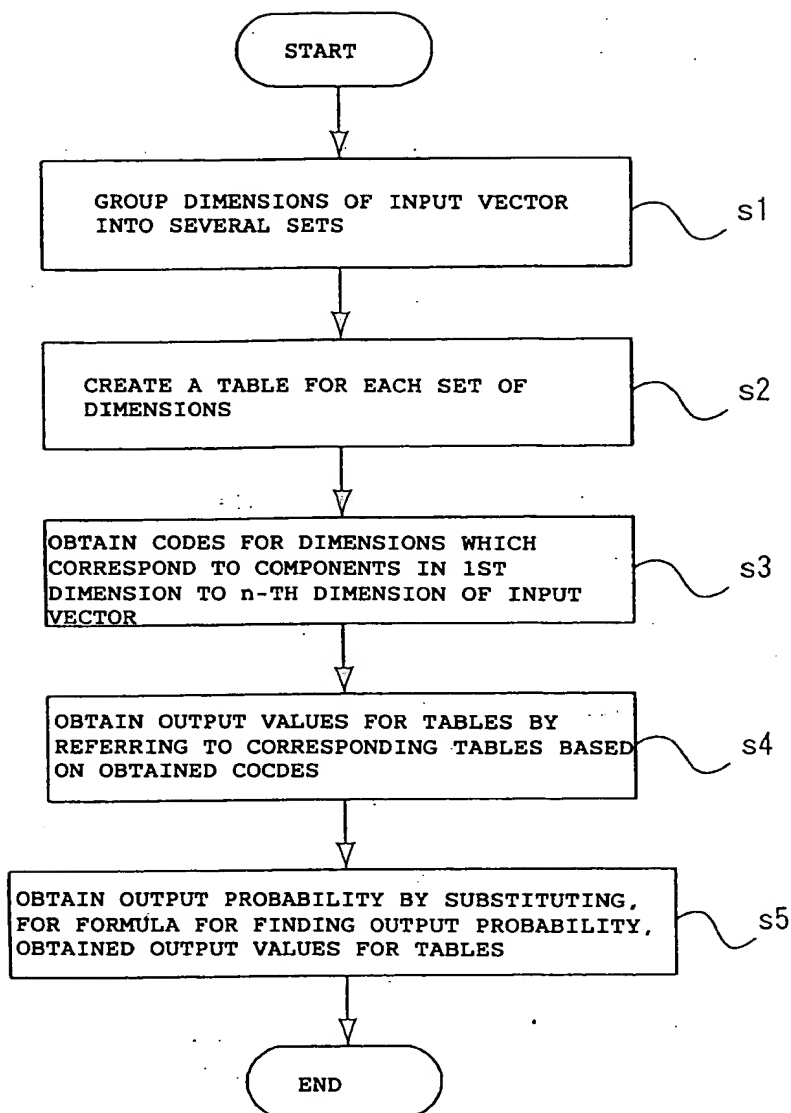 START
GROUP DIMENSIONS OF INPUT VECTOR
INTO SEVERAL SETS
s1
CREATE A TABLE FOR EACH SET OF
DIMENSIONS
s2
OBTAIN CODES FOR DIMENSIONS WHICH
CORRESPOND TO COMPONENTS IN 1ST
DIMENSION TO n-TH DIMENSION OF INPUT
VECTOR
s3
OBTAIN OUTPUT VALUES FOR TABLES BY
REFERRING TO CORRESPONDING TABLES BASED
ON OBTAINED COCDES
s4
OBTAIN OUTPUT PROBABILITY BY SUBSTITUTING,
FOR FORMULA FOR FINDING OUTPUT PROBABILITY,
OBTAINED OUTPUT VALUES FOR TABLES
s5
END